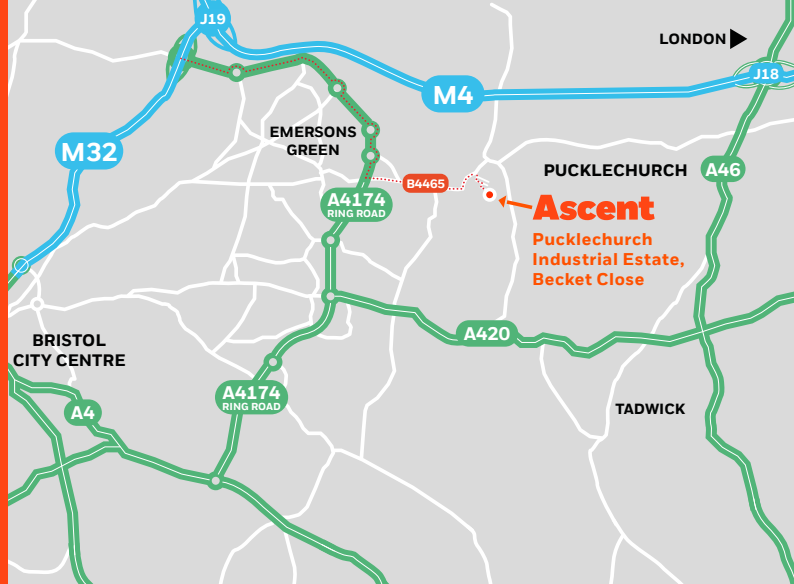 J19
LONDON
J18
M4
M32
EMERSONS
GREEN
PUCKLECHURCH
A46
B4465
A4174
RING ROAD
Ascent
Pucklechurch
Industrial Estate,
Becket Close
A420
BRISTOL
CITY CENTRE
A4174
RING ROAD
A4
TADWICK